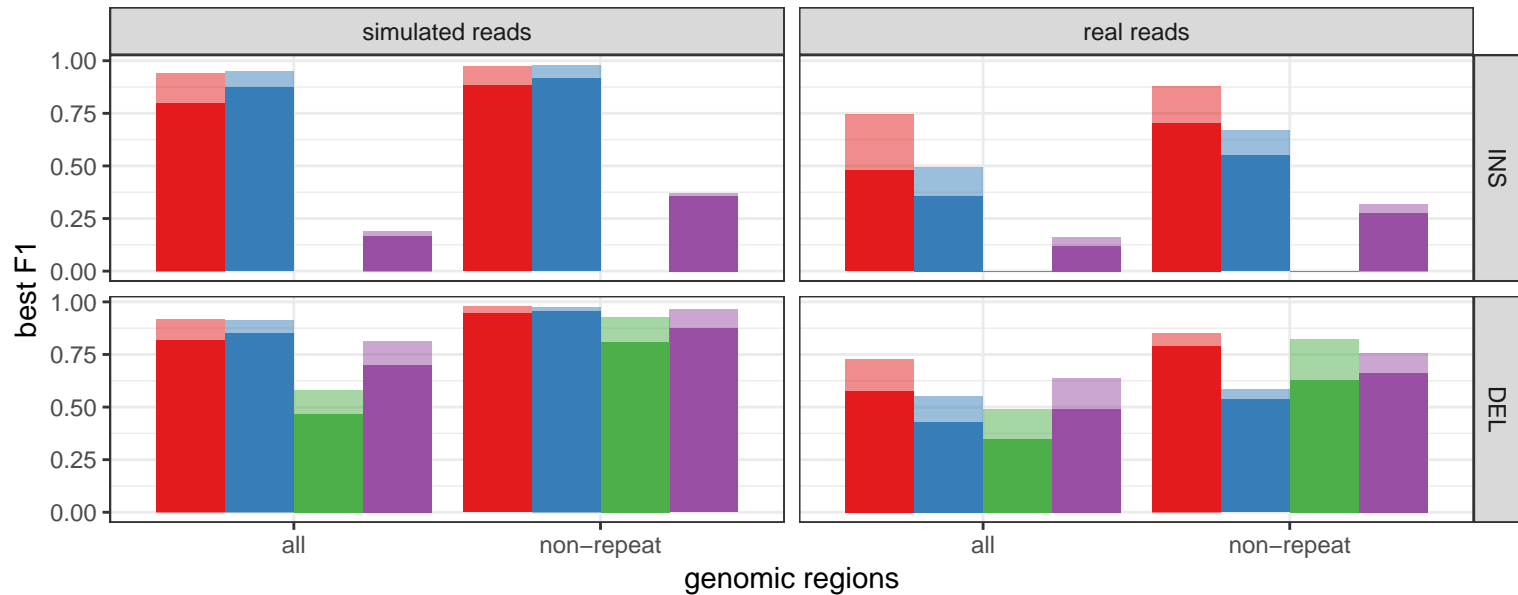 simulated reads
real reads
1.00
0.75
0.50
0.25
0.00
INS
best F1
1.00
0.75
0.50
0.25
0.00
DEL
all
non−repeat
all
non−repeat
genomic regions